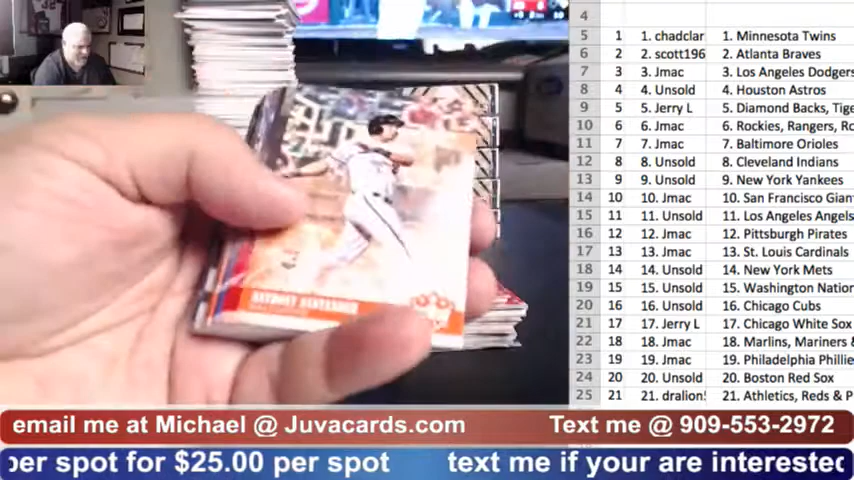 4
5 1 1. chadclar 1. Minnesota Twins
6 2 2. scott196 2. Atlanta Braves
7 3 3. Jmac 3. Los Angeles Dodgers
8 4 4. Unsold 4. Houston Astros
9 5 5. Jerry L 5. Diamond Backs, Tige
10 6 6. Jmac 6. Rockies, Rangers, Ro
11 7 7. Jmac 7. Baltimore Orioles
12 8 8. Unsold 8. Cleveland Indians
13 9 9. Unsold 9. New York Yankees
14 10 10. Jmac 10. San Francisco Giant
15 11 11. Unsold 11. Los Angeles Angels
16 12 12. Jmac 12. Pittsburgh Pirates
17 13 13. Jmac 13. St. Louis Cardinals
18 14 14. Unsold 14. New York Mets
19 15 15. Unsold 15. Washington Nation
20 16 16. Unsold 16. Chicago Cubs
21 17 17. Jerry L 17. Chicago White Sox
22 18 18. Jmac 18. Marlins, Mariners &
23 19 19. Jmac 19. Philadelphia Phillie
24 20 20. Unsold 20. Boston Red Sox
25 21 21. dralion! 21. Athletics, Reds & P
email me at Michael @ Juvacards.com Text me @ 909-553-2972
per spot for $25.00 per spot text me if your are interested